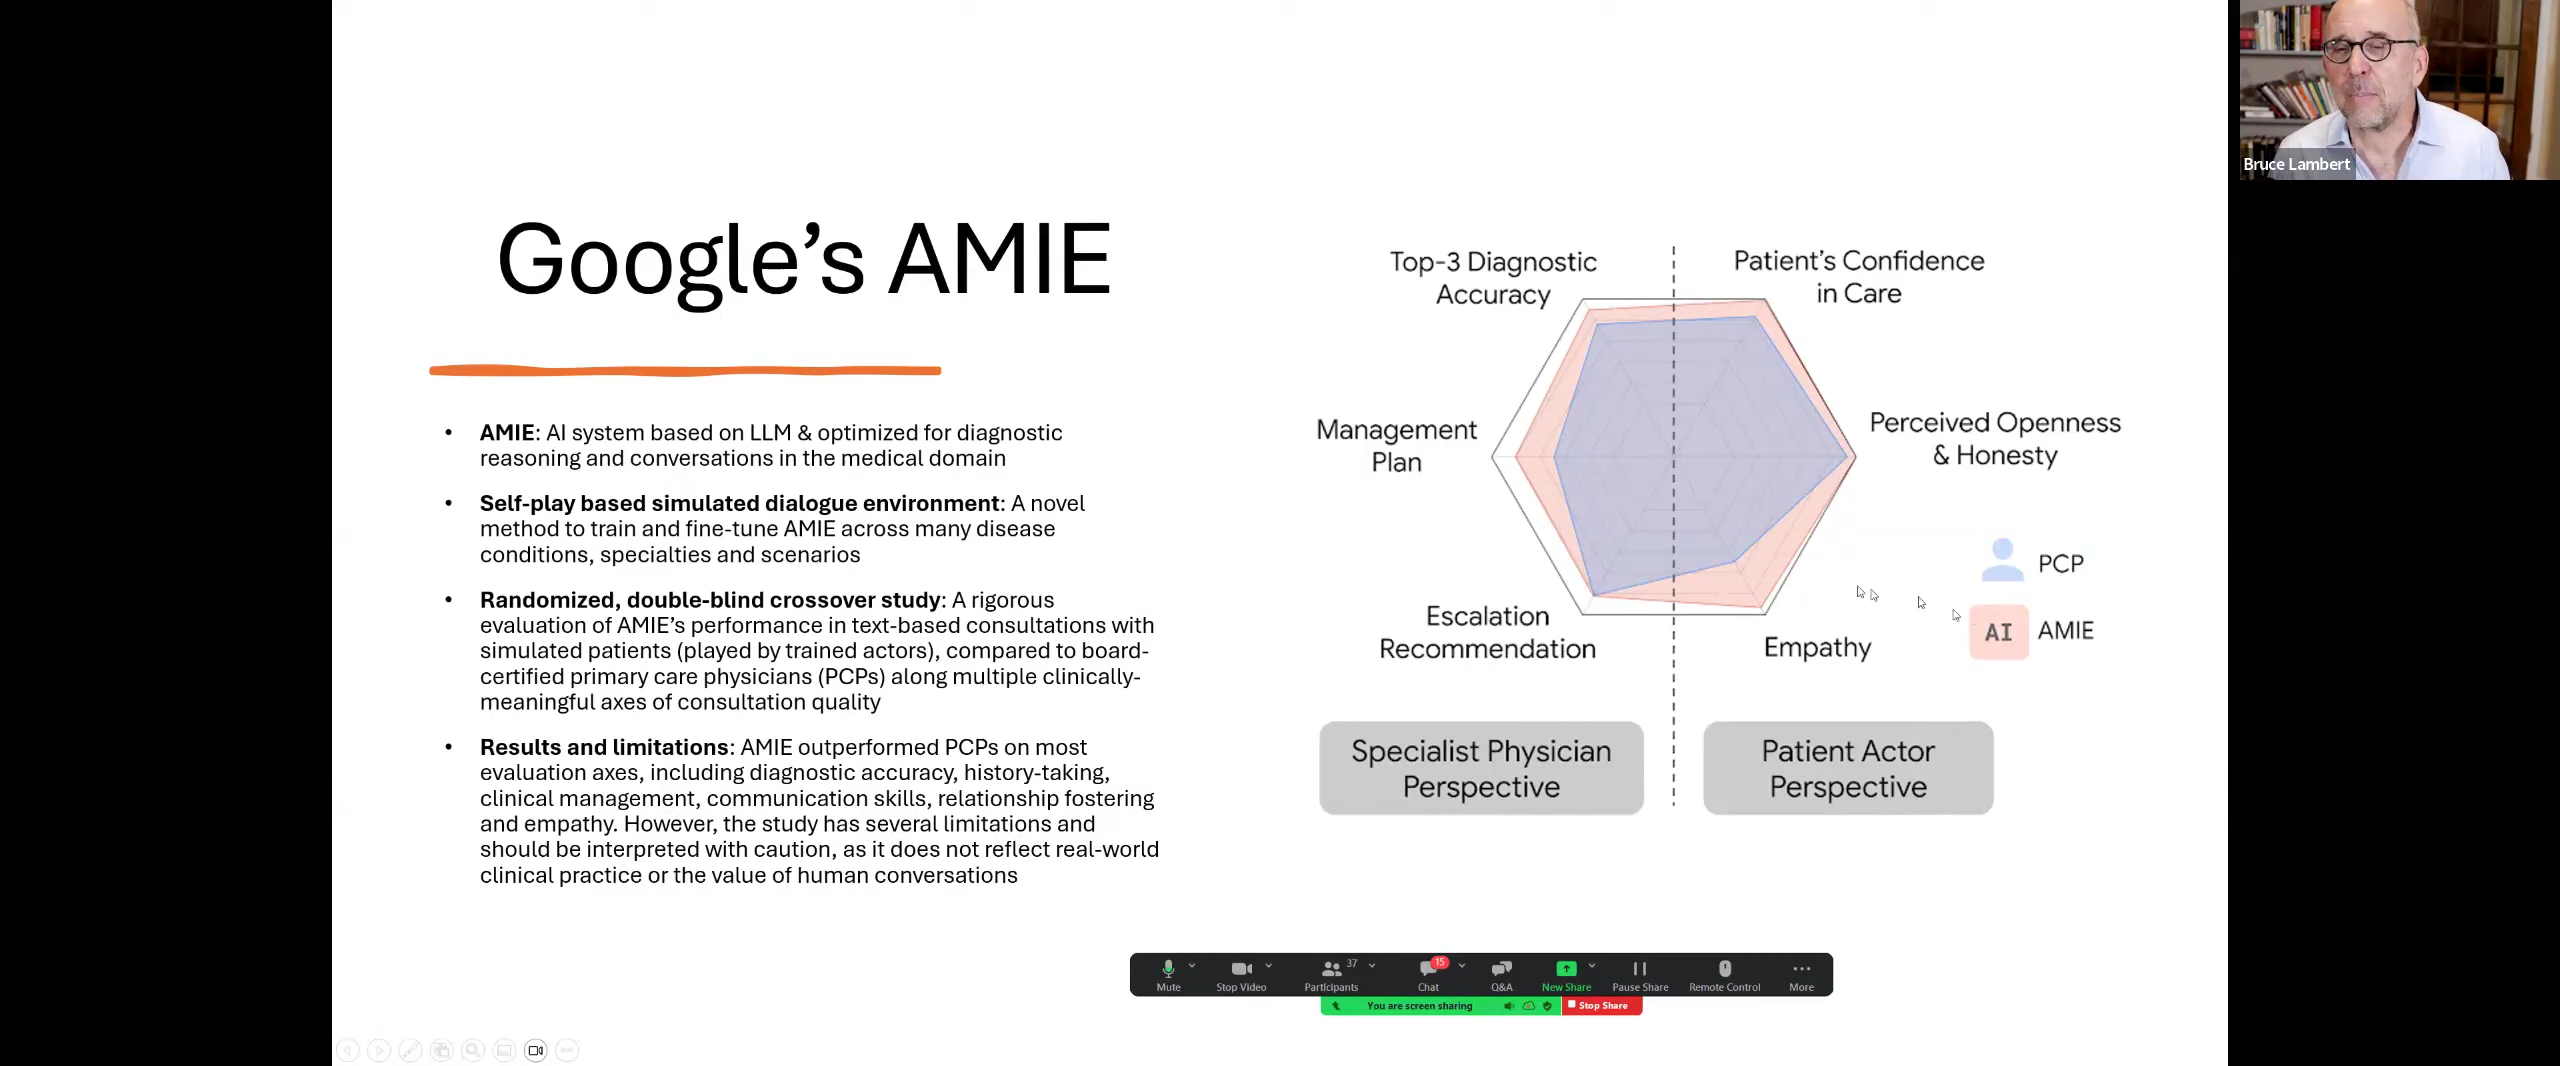 Google’s AMIE
• AMIE: AI system based on LLM & optimized for diagnostic
reasoning and conversations in the medical domain
• Self-play based simulated dialogue environment: A novel
method to train and fine-tune AMIE across many disease
conditions, specialties and scenarios
• Randomized, double-blind crossover study: A rigorous
evaluation of AMIE’s performance in text-based consultations with
simulated patients (played by trained actors), compared to board-
certified primary care physicians (PCPs) along multiple clinically-
meaningful axes of consultation quality
• Results and limitations: AMIE outperformed PCPs on most
evaluation axes, including diagnostic accuracy, history-taking,
clinical management, communication skills, relationship fostering
and empathy. However, the study has several limitations and
should be interpreted with caution, as it does not reflect real-world
clinical practice or the value of human conversations
Top-3 Diagnostic
Accuracy
Patient’s Confidence
in Care
Management
Plan
Perceived Openness
& Honesty
Escalation
Recommendation
Empathy
PCP
AI AMIE
Specialist Physician
Perspective
Patient Actor
Perspective
Bruce Lambert
37
15
Mute Stop Video Participants Chat Q&A New Share Pause Share Remote Control More
You are screen sharing Stop Share